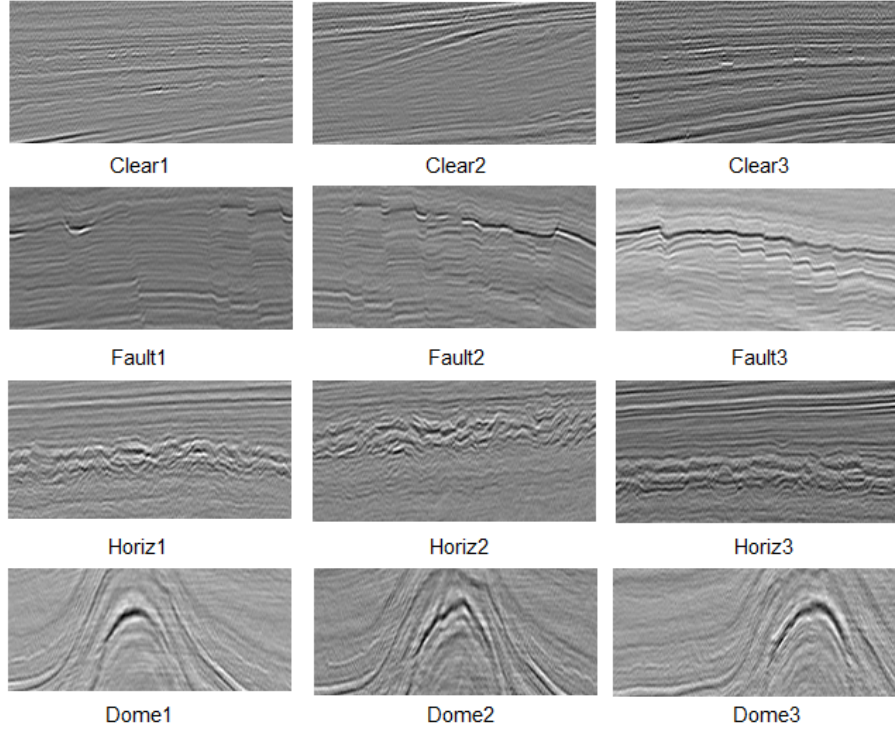 Clear1 Clear2 Clear3
Fault1 Fault2 Fault3
Horiz1 Horiz2 Horiz3
Dome1 Dome2 Dome3